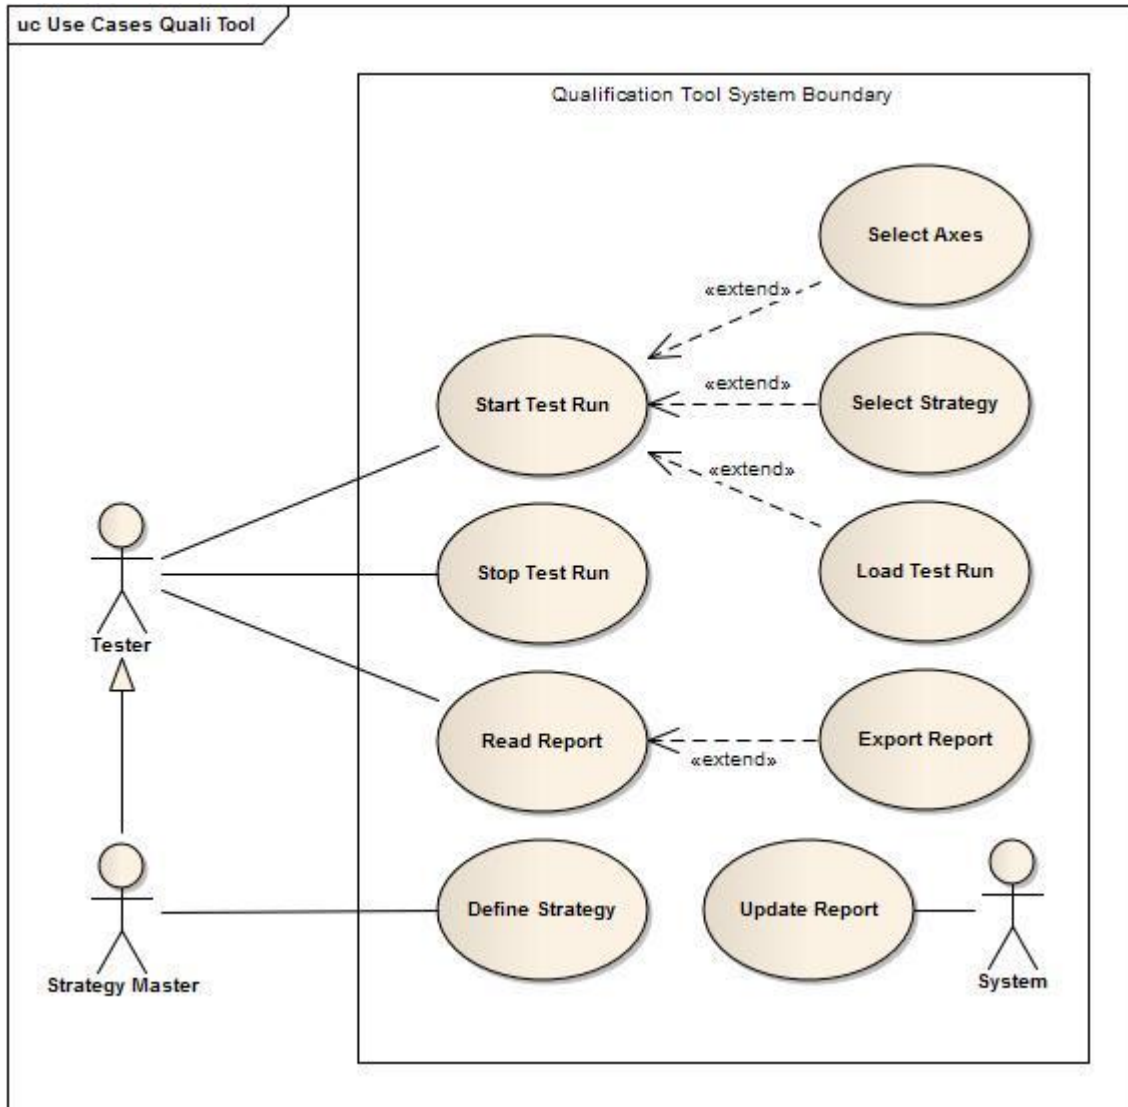 uc Use Cases Quali Tool
Qualification Tool System Boundary
Select Axes
«extend»
Start Test Run
«extend»
Select Strategy
«extend»
Tester
Stop Test Run
Load Test Run
Read Report
«extend»
Export Report
Strategy Master
Define Strategy
Update Report
System